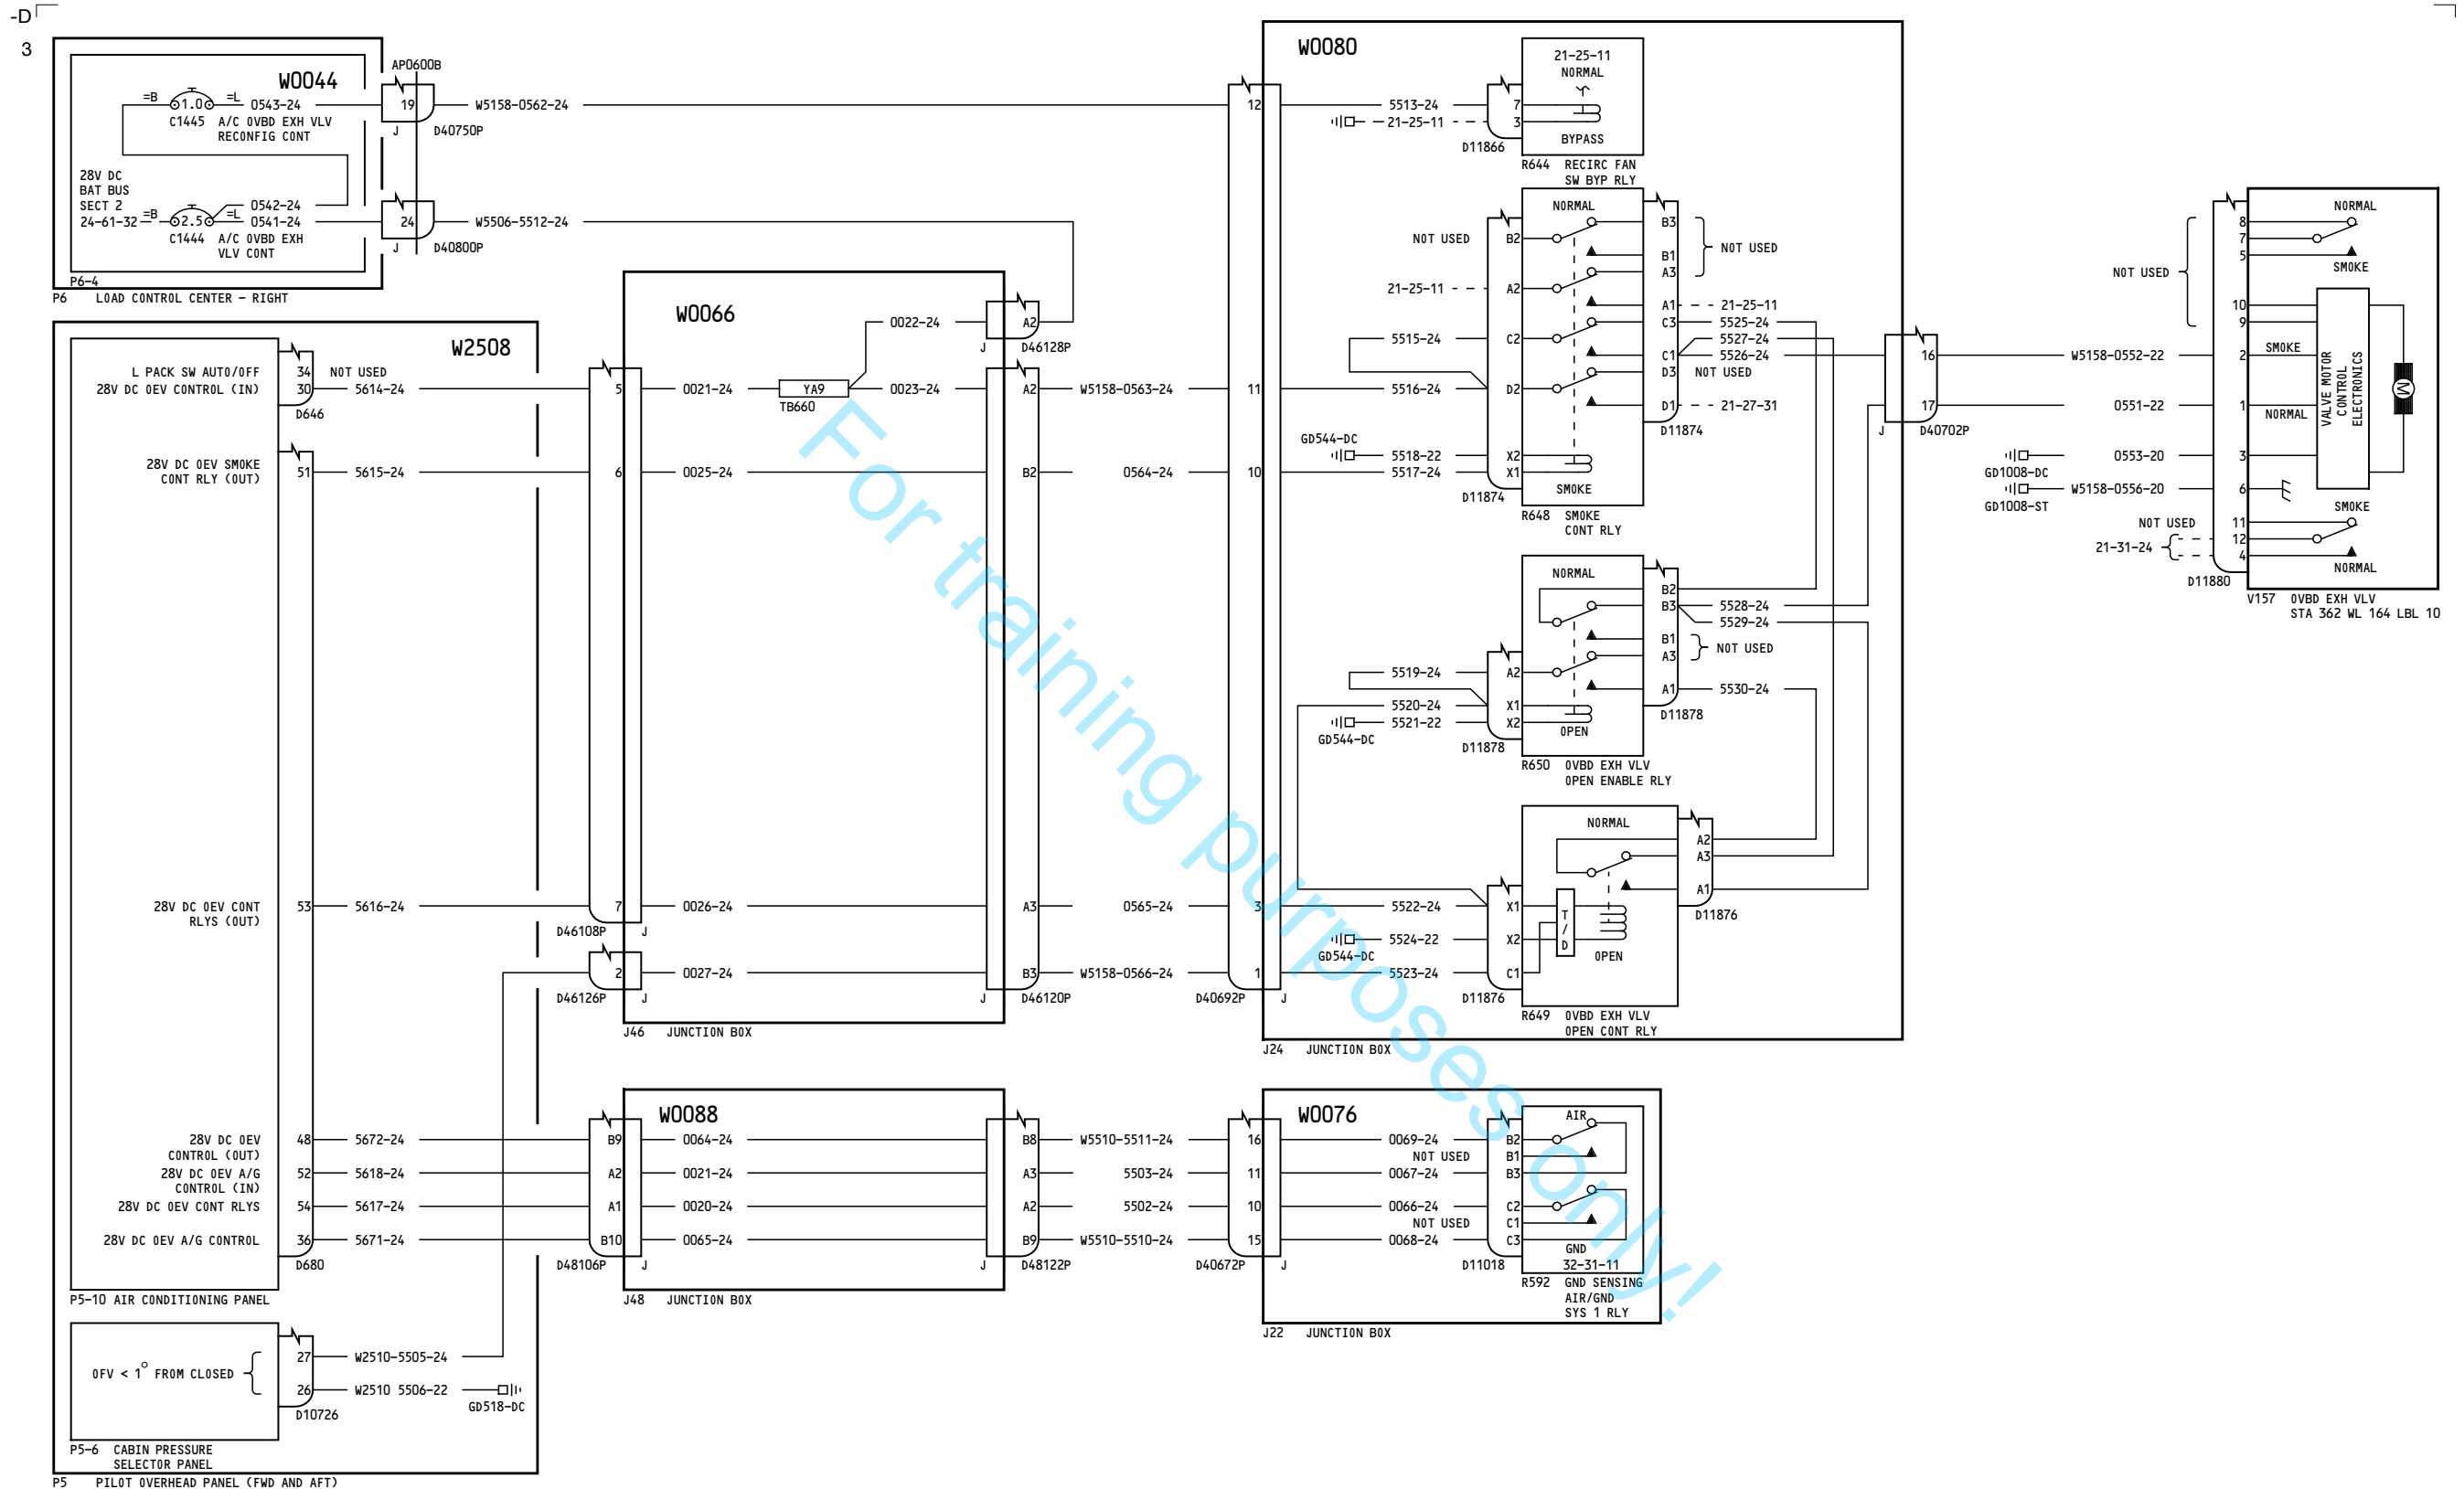 -D
3
W0044
AP0600B
=B
1.0
=L
0543-24
19
W5158-0562-24
C1445
A/C OVBD EXH VLV
RECONFIG CONT
J
D40750P
28V DC
BAT BUS
SECT 2
24-61-32
=B
2.5
=L
0542-24
0541-24
24
W5506-5512-24
C1444
A/C OVBD EXH
VLV CONT
J
D40800P
P6-4
P6
LOAD CONTROL CENTER - RIGHT
W2508
L PACK SW AUTO/OFF
34
NOT USED
28V DC OEV CONTROL (IN)
30
5614-24
D646
28V DC OEV SMOKE
CONT RLY (OUT)
51
5615-24
28V DC OEV CONT
RLYS (OUT)
53
5616-24
28V DC OEV
CONTROL (OUT)
48
5672-24
28V DC OEV A/G
CONTROL (IN)
52
5618-24
28V DC OEV CONT RLYS
54
5617-24
28V DC OEV A/G CONTROL
36
5671-24
D680
P5-10 AIR CONDITIONING PANEL
OFV < 1° FROM CLOSED
27
W2510-5505-24
26
W2510 5506-22
GD518-DC
D10726
P5-6
CABIN PRESSURE
SELECTOR PANEL
P5
PILOT OVERHEAD PANEL (FWD AND AFT)
W0066
0022-24
A2
J
D46128P
5
0021-24
YA9
TB660
0023-24
A2
W5158-0563-24
6
0025-24
B2
0564-24
7
0026-24
A3
0565-24
D46108P
J
2
0027-24
B3
W5158-0566-24
D46126P
J
J
D46120P
J46
JUNCTION BOX
W0088
B9
0064-24
B8
W5510-5511-24
A2
0021-24
A3
5503-24
A1
0020-24
A2
5502-24
B10
0065-24
B9
W5510-5510-24
D48106P
J
J
D48122P
J48
JUNCTION BOX
W0080
12
5513-24
7
21-25-11
3
D11866
21-25-11
NORMAL
BYPASS
R644
RECIRC FAN
SW BYP RLY
NORMAL
NOT USED
B2
B3
B1
A3
NOT USED
21-25-11
A2
A1
21-25-11
5515-24
C2
C3
5525-24
5527-24
C1
5526-24
11
5516-24
D2
D3
NOT USED
D1
21-27-31
D11874
GD544-DC
5518-22
X2
10
5517-24
X1
D11874
SMOKE
R648
SMOKE
CONT RLY
NORMAL
B2
B3
5528-24
5529-24
B1
A3
NOT USED
5519-24
A2
A1
5530-24
5520-24
X1
D11878
5521-22
X2
GD544-DC
D11878
OPEN
R650
OVBD EXH VLV
OPEN ENABLE RLY
NORMAL
A2
A3
A1
D11876
3
5522-24
X1
T/D
5524-22
X2
GD544-DC
OPEN
1
5523-24
C1
D40692P
J
D11876
R649
OVBD EXH VLV
OPEN CONT RLY
J24
JUNCTION BOX
16
W5158-0552-22
17
0551-22
J
D40702P
W0076
16
0069-24
B2
AIR
NOT USED
B1
11
0067-24
B3
10
0066-24
C2
NOT USED
C1
15
0068-24
C3
D40672P
J
D11018
GND
32-31-11
R592
GND SENSING
AIR/GND
SYS 1 RLY
J22
JUNCTION BOX
NOT USED
8
NORMAL
7
5
SMOKE
10
9
2
SMOKE
1
NORMAL
VALVE MOTOR
CONTROL
ELECTRONICS
M
0553-20
3
GD1008-DC
W5158-0556-20
6
GD1008-ST
NOT USED
11
SMOKE
21-31-24
12
4
NORMAL
D11880
V157
OVBD EXH VLV
STA 362 WL 164 LBL 10
For training purposes only!